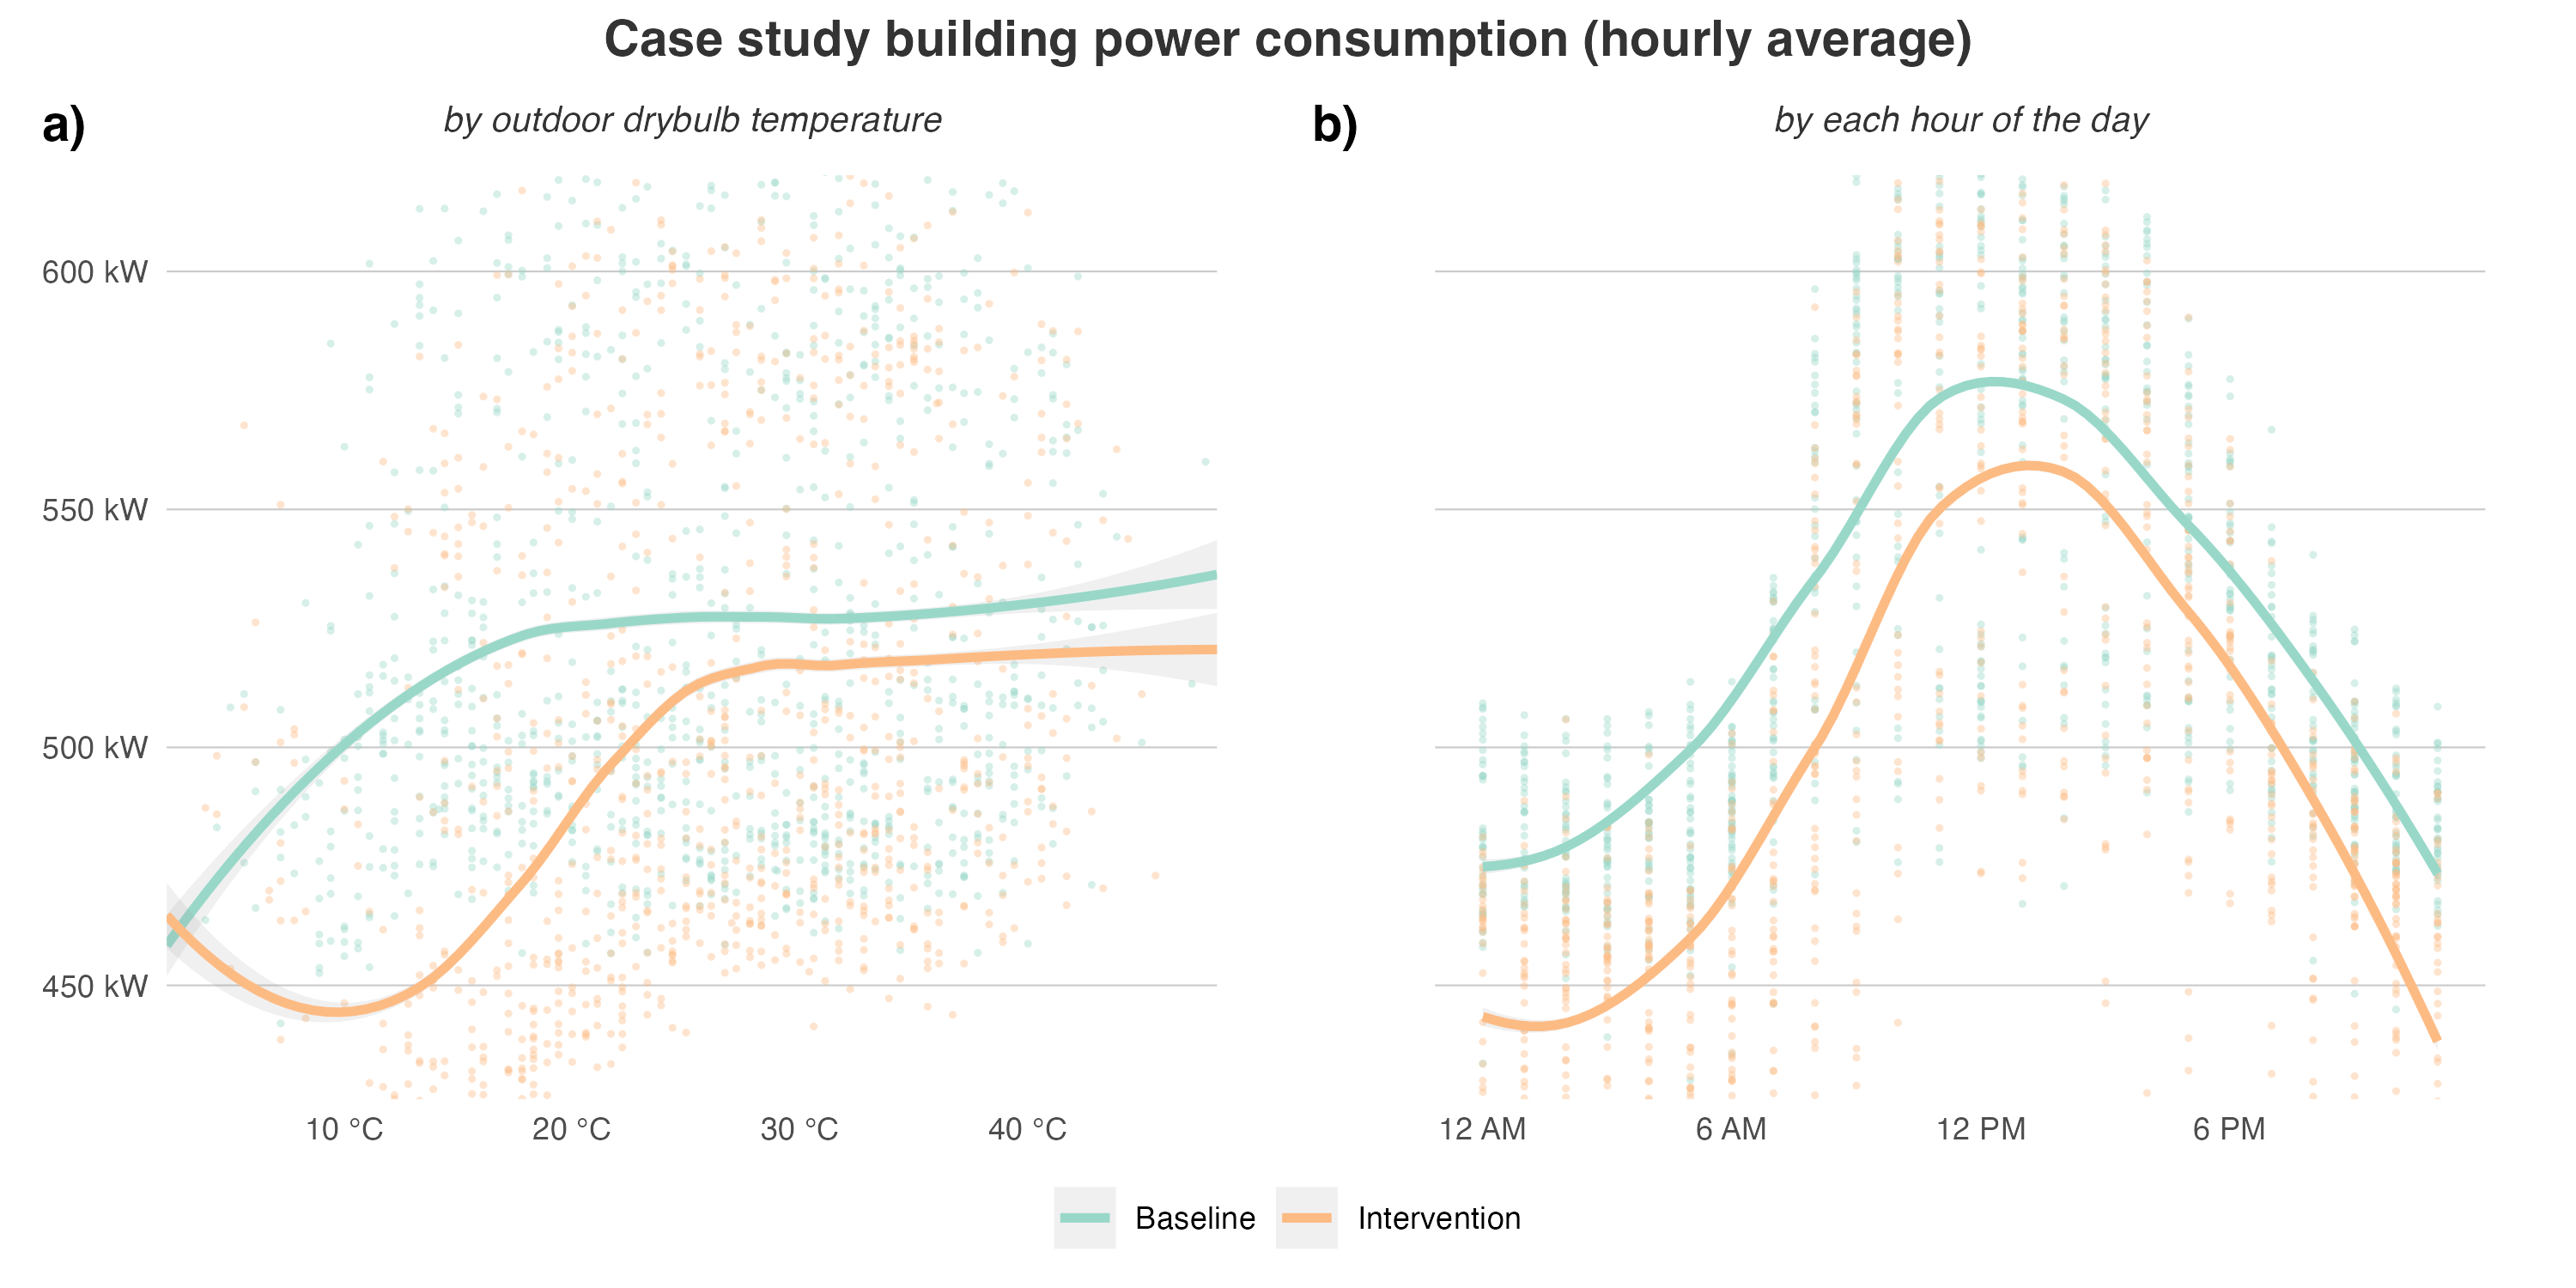 Case study building power consumption (hourly average)
a)
by outdoor drybulb temperature
600 kW
550 kW
500 kW
450 kW
10 °C 20 °C 30 °C 40 °C
b)
by each hour of the day
12 AM 6 AM 12 PM 6 PM
Baseline Intervention